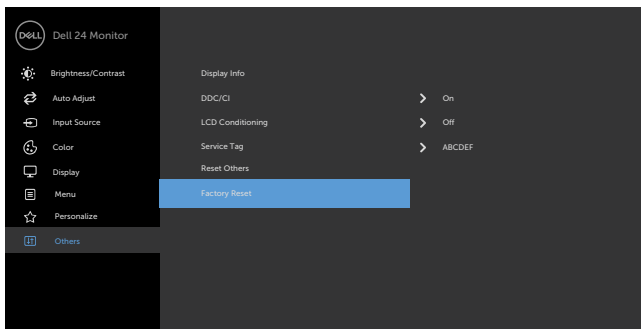 DELL Dell 24 Monitor
Brightness/Contrast Display Info
Auto Adjust DDC/CI On
Input Source LCD Conditioning Off
Color Service Tag ABCDEF
Display Reset Others
Menu Factory Reset
Personalize
Others